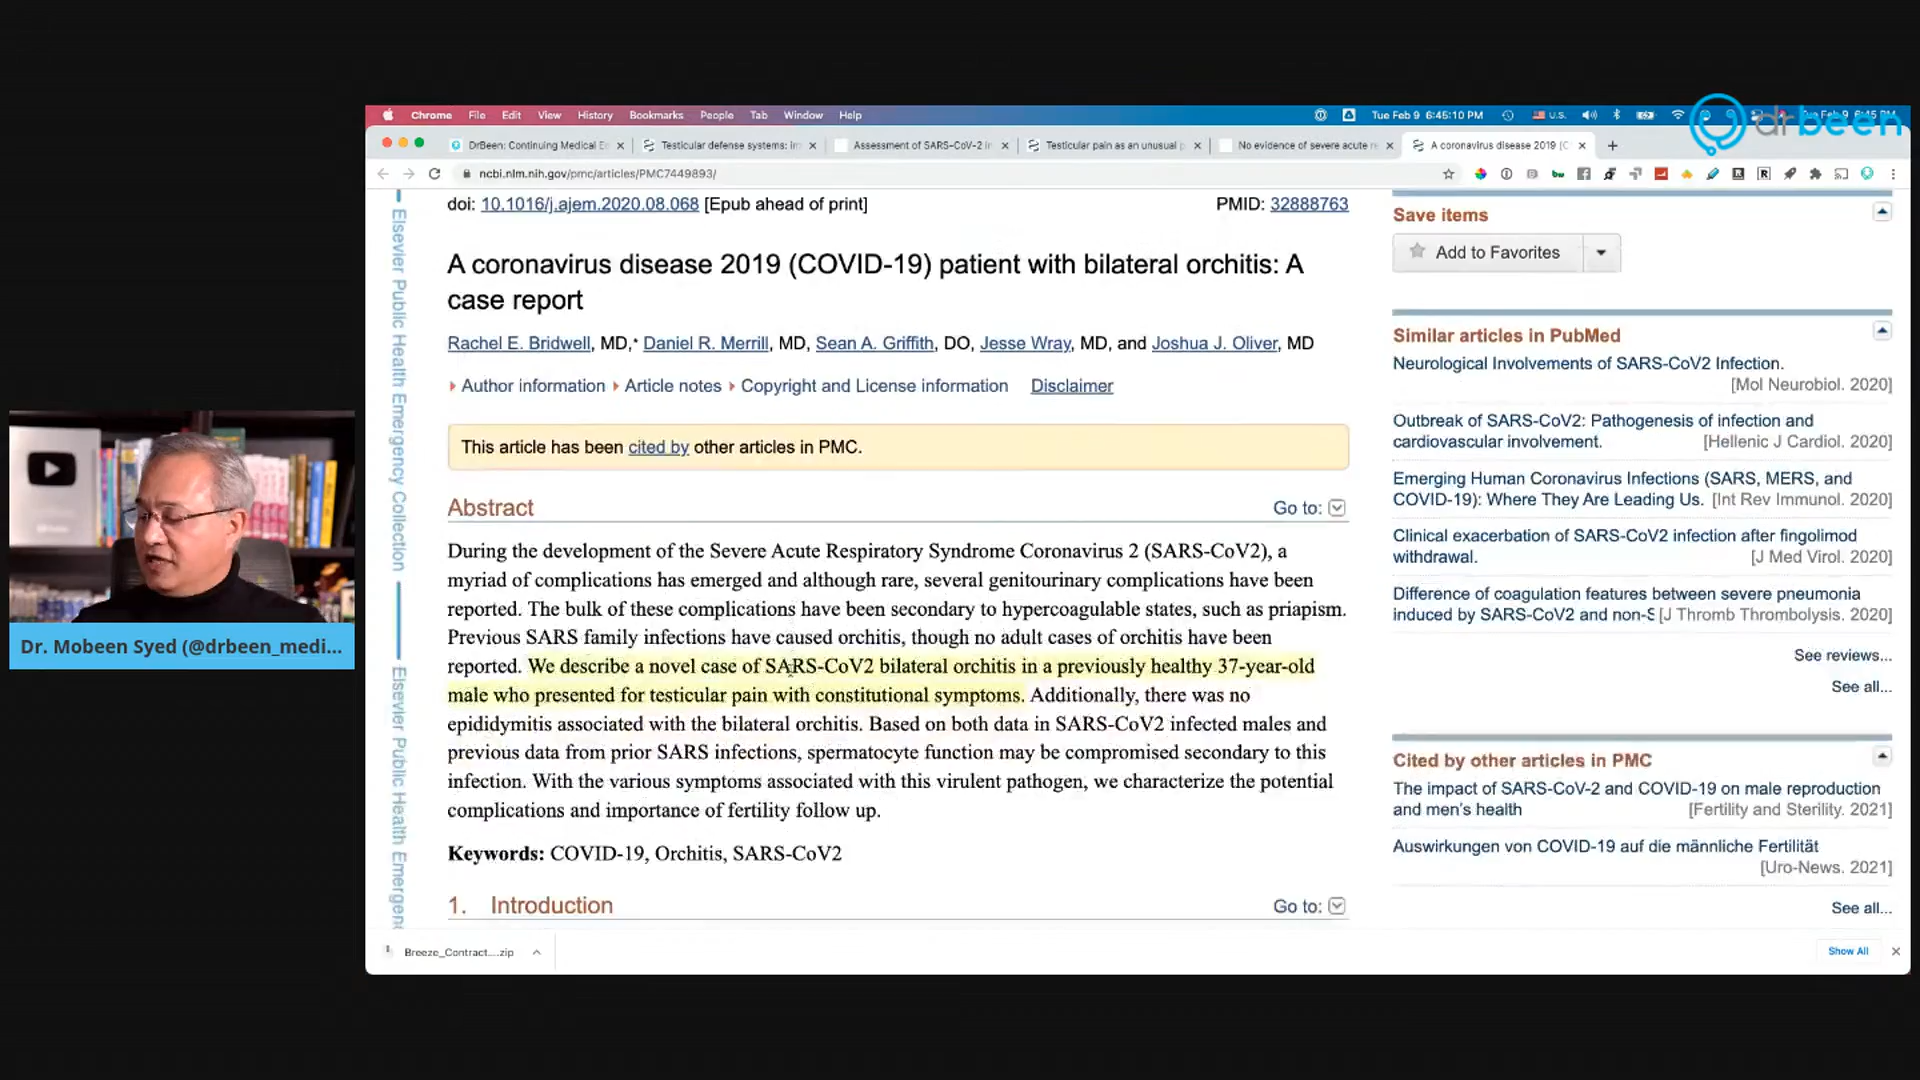 Chrome File Edit View History Bookmarks People Tab Window Help
U.S. Tue Feb 9 6:45:10 PM
drbeen
DrBeen: Continuing Medical E
Testicular defense systems: i
Assessment of SARS-CoV-2 i
Testicular pain as an unusual p
No evidence of severe acute re
A coronavirus disease 2019 (C
ncbi.nlm.nih.gov/pmc/articles/PMC7449893/
doi: 10.1016/j.ajem.2020.08.068 [Epub ahead of print]
PMID: 32888763
A coronavirus disease 2019 (COVID-19) patient with bilateral orchitis: A
case report
Rachel E. Bridwell, MD,* Daniel R. Merrill, MD, Sean A. Griffith, DO, Jesse Wray, MD, and Joshua J. Oliver, MD
Author information Article notes Copyright and License information Disclaimer
This article has been cited by other articles in PMC.
Abstract
Go to:
During the development of the Severe Acute Respiratory Syndrome Coronavirus 2 (SARS-CoV2), a
myriad of complications has emerged and although rare, several genitourinary complications have been
reported. The bulk of these complications have been secondary to hypercoagulable states, such as priapism.
Previous SARS family infections have caused orchitis, though no adult cases of orchitis have been
reported. We describe a novel case of SARS-CoV2 bilateral orchitis in a previously healthy 37-year-old
male who presented for testicular pain with constitutional symptoms. Additionally, there was no
epididymitis associated with the bilateral orchitis. Based on both data in SARS-CoV2 infected males and
previous data from prior SARS infections, spermatocyte function may be compromised secondary to this
infection. With the various symptoms associated with this virulent pathogen, we characterize the potential
complications and importance of fertility follow up.
Keywords: COVID-19, Orchitis, SARS-CoV2
1. Introduction
Go to:
Elsevier Public Health Emergency Collection
Elsevier Public Health Emergen
Save items
Add to Favorites
Similar articles in PubMed
Neurological Involvements of SARS-CoV2 Infection.
[Mol Neurobiol. 2020]
Outbreak of SARS-CoV2: Pathogenesis of infection and
cardiovascular involvement. [Hellenic J Cardiol. 2020]
Emerging Human Coronavirus Infections (SARS, MERS, and
COVID-19): Where They Are Leading Us. [Int Rev Immunol. 2020]
Clinical exacerbation of SARS-CoV2 infection after fingolimod
withdrawal. [J Med Virol. 2020]
Difference of coagulation features between severe pneumonia
induced by SARS-CoV2 and non-S [J Thromb Thrombolysis. 2020]
See reviews...
See all...
Cited by other articles in PMC
The impact of SARS-CoV-2 and COVID-19 on male reproduction
and men's health [Fertility and Sterility. 2021]
Auswirkungen von COVID-19 auf die männliche Fertilität
[Uro-News. 2021]
See all...
Dr. Mobeen Syed (@drbeen_medi...
Breeze_Contract....zip
Show All